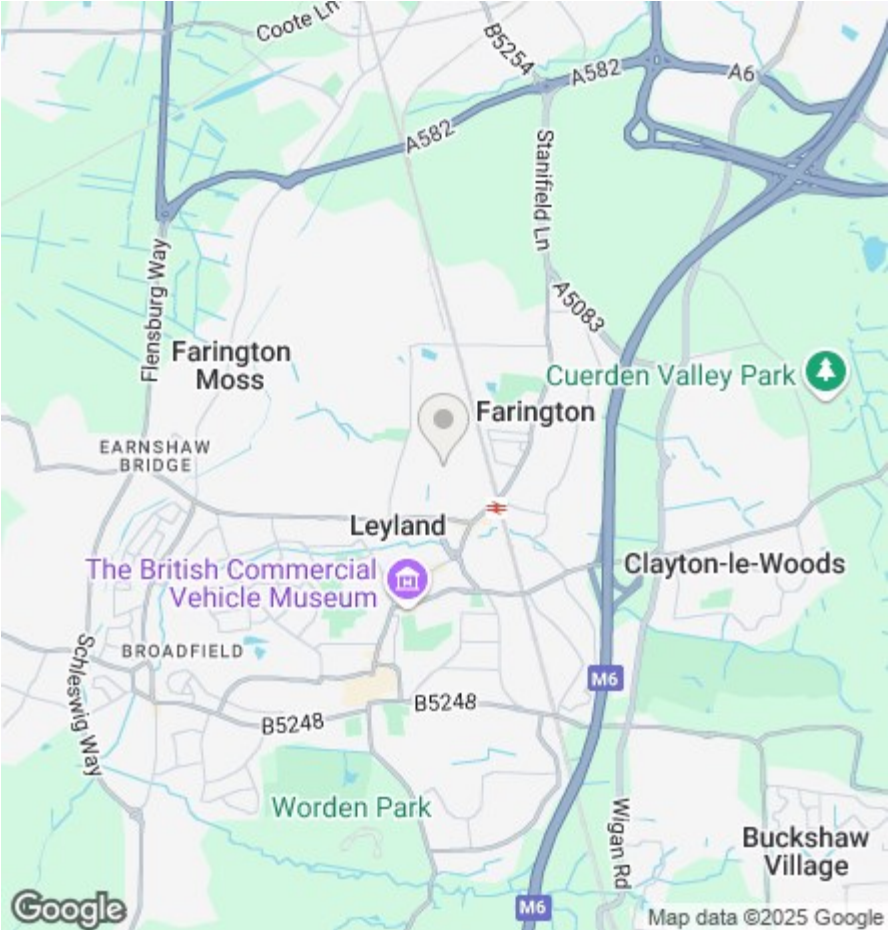 Coote Ln
B5254
A582
A6
A582
Stanifield Ln
Flensburg Way
A5083
Farington
Moss
Cuerden Valley Park
Farington
EARNSHAW
BRIDGE
Leyland
The British Commercial
Vehicle Museum
Clayton-le-Woods
BROADFIELD
Schleswig Way
M6
B5248
B5248
Worden Park
Wigan Rd
Buckshaw
Village
M6
Google
Map data ©2025 Google